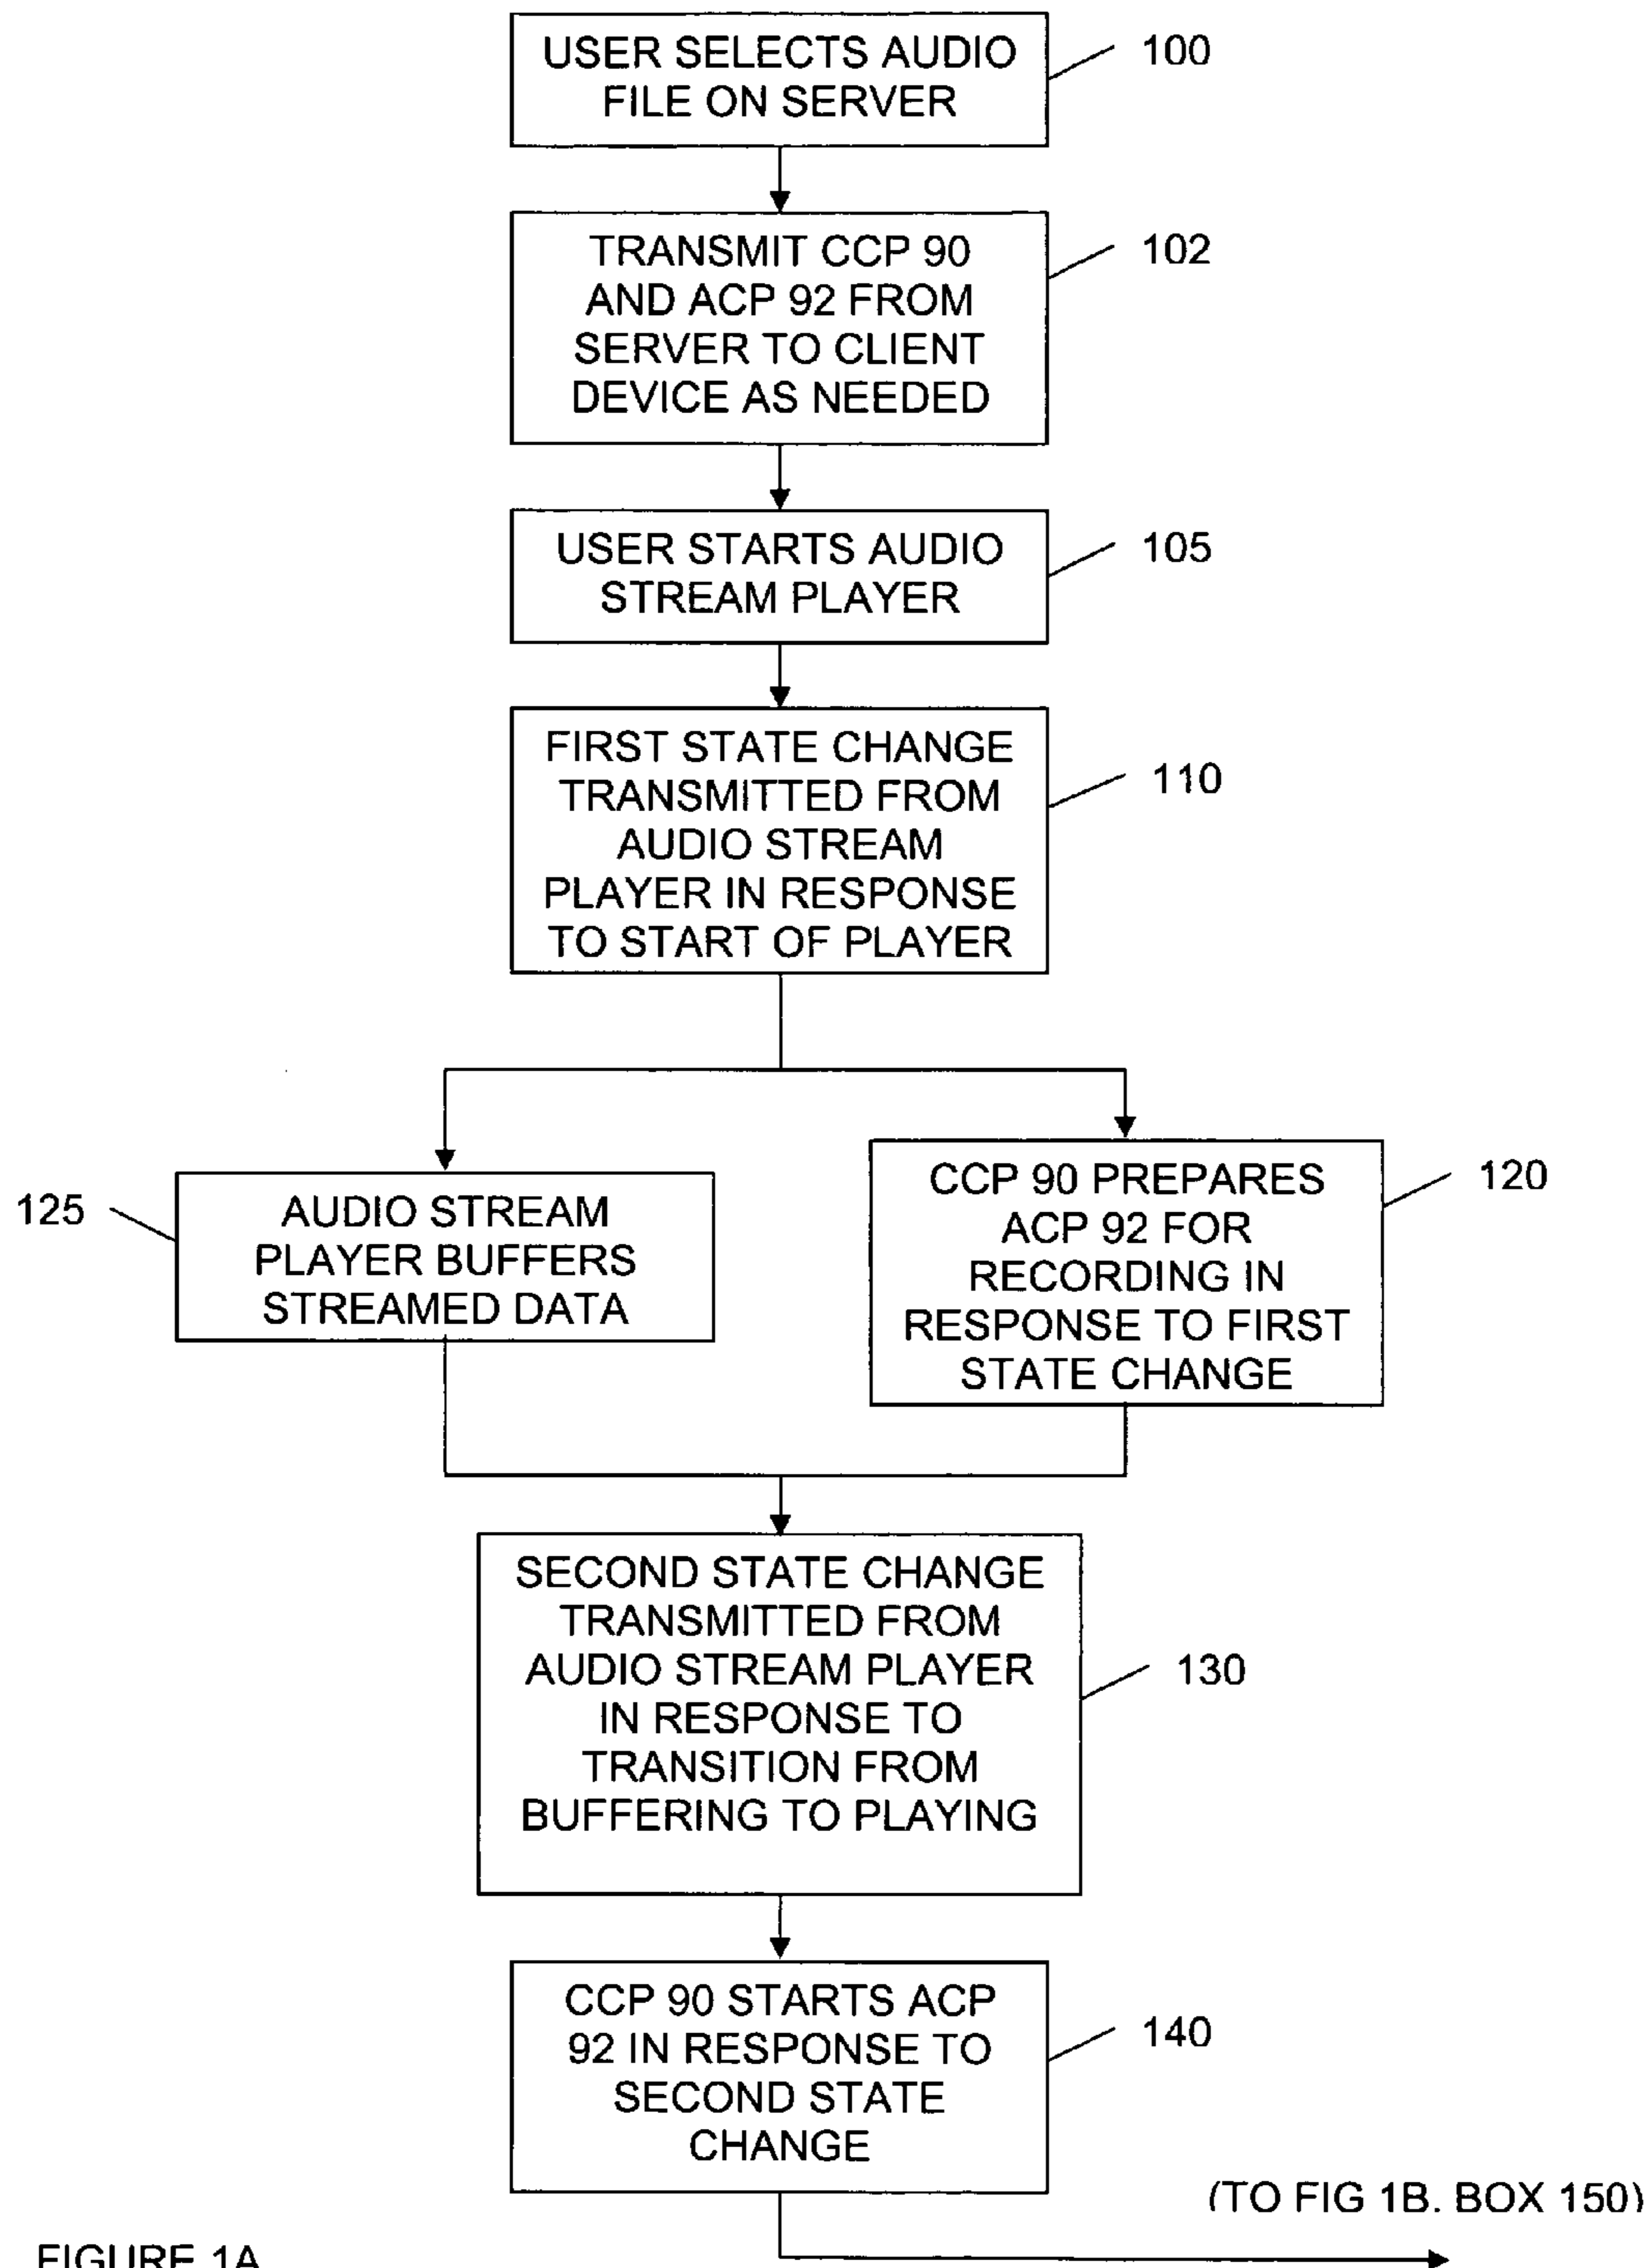 USER SELECTS AUDIO
FILE ON SERVER
100
TRANSMIT CCP 90
AND ACP 92 FROM
SERVER TO CLIENT
DEVICE AS NEEDED
102
USER STARTS AUDIO
STREAM PLAYER
105
FIRST STATE CHANGE
TRANSMITTED FROM
AUDIO STREAM
PLAYER IN RESPONSE
TO START OF PLAYER
110
125
AUDIO STREAM
PLAYER BUFFERS
STREAMED DATA
CCP 90 PREPARES
ACP 92 FOR
RECORDING IN
RESPONSE TO FIRST
STATE CHANGE
120
SECOND STATE CHANGE
TRANSMITTED FROM
AUDIO STREAM PLAYER
IN RESPONSE TO
TRANSITION FROM
BUFFERING TO PLAYING
130
CCP 90 STARTS ACP
92 IN RESPONSE TO
SECOND STATE
CHANGE
140
(TO FIG 1B. BOX 150)
FIGURE 1A